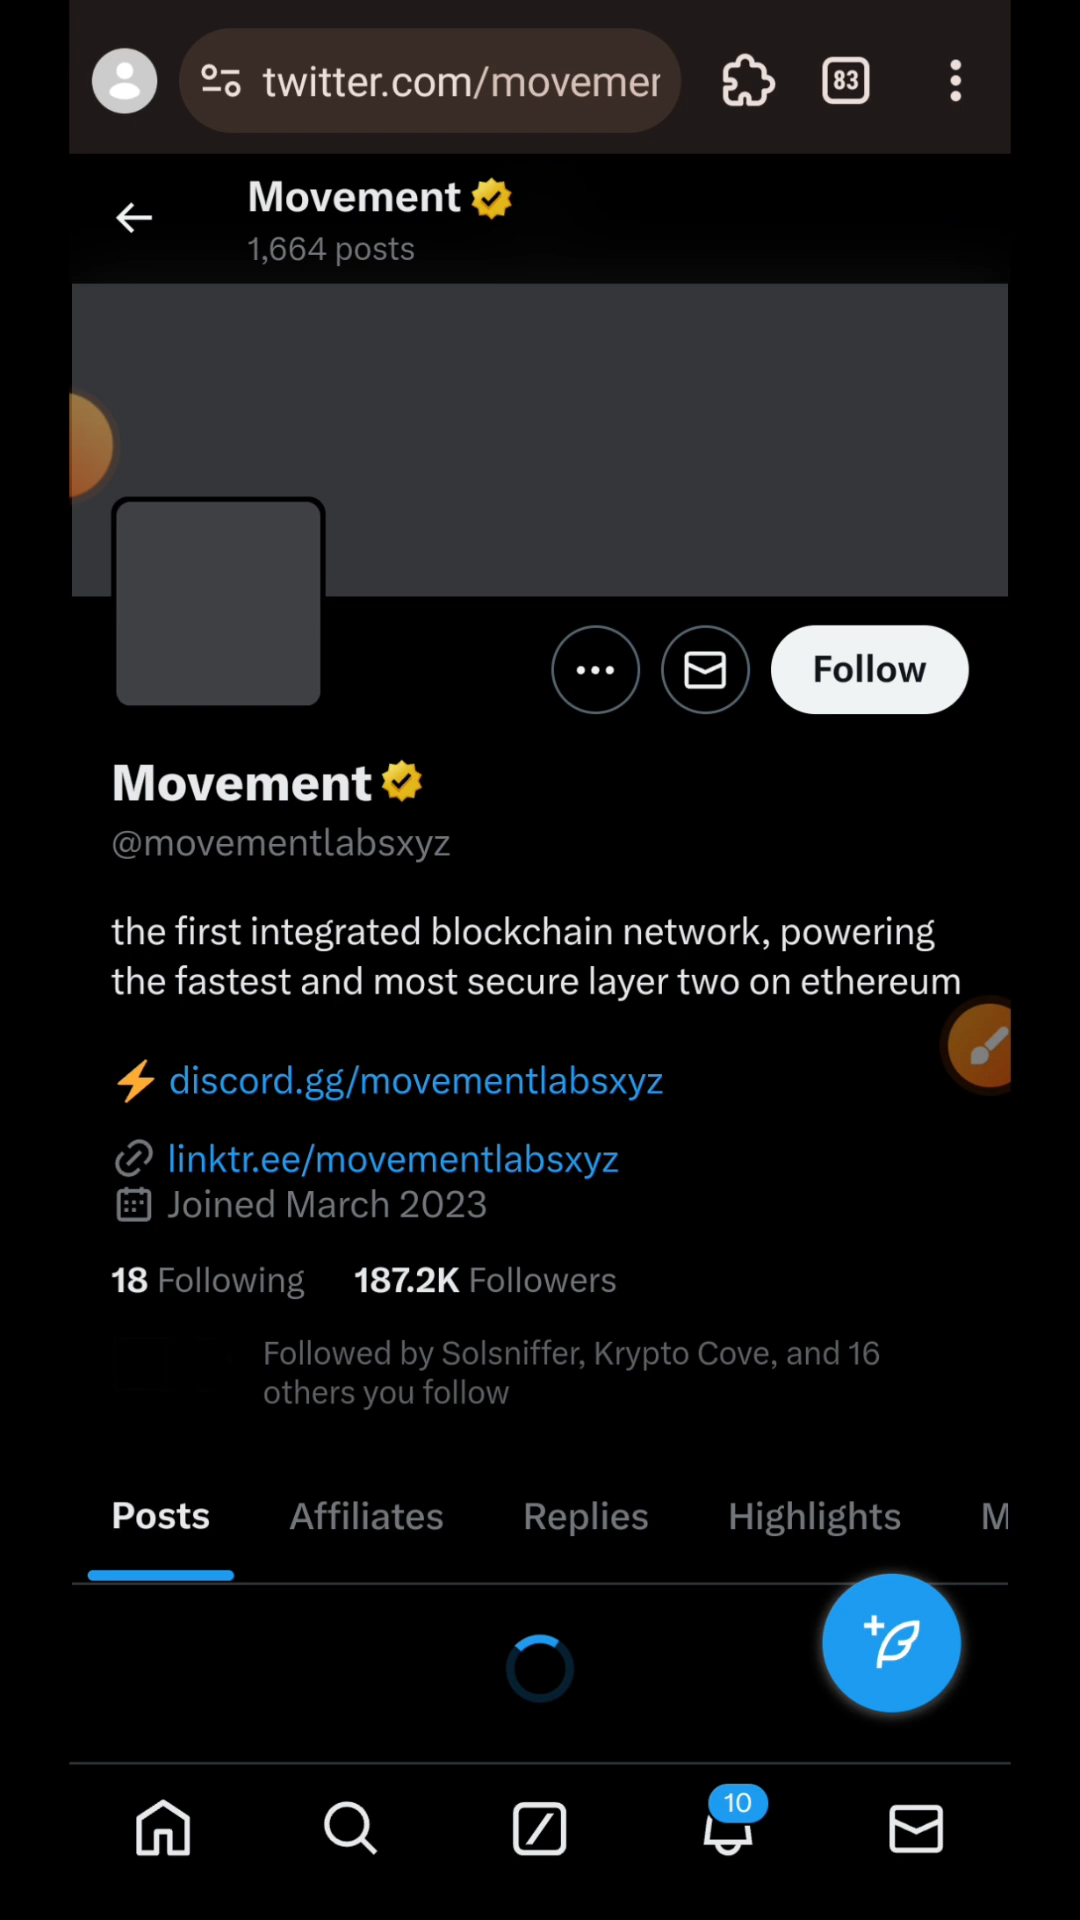 twitter.com/movemer
83
Movement
1,664 posts
Follow
Movement
@movementlabsxyz
the first integrated blockchain network, powering
the fastest and most secure layer two on ethereum
discord.gg/movementlabsxyz
linktr.ee/movementlabsxyz
Joined March 2023
18 Following 187.2K Followers
Followed by Solsniffer, Krypto Cove, and 16
others you follow
Posts Affiliates Replies Highlights M
10